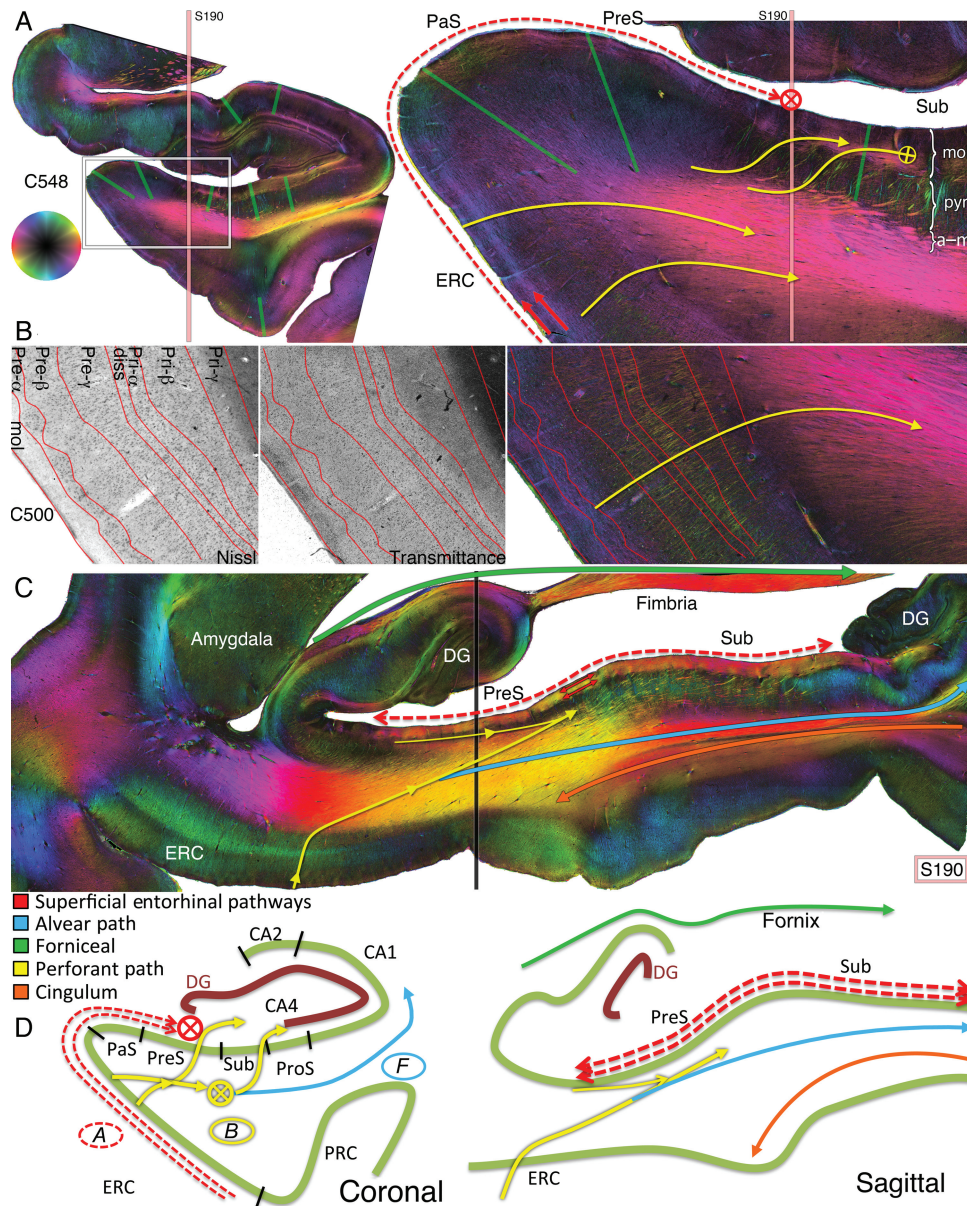 A
S190
C548
PaS
PreS
S190
Sub
mo
pyr
a–m
ERC
B
Pre-α
Pre-β
Pre-γ
diss
Pri-α
Pri-β
Pri-γ
mol
C500
Nissl
Transmittance
C
Amygdala
DG
Fimbria
DG
Sub
PreS
ERC
S190
Superficial entorhinal pathways
Alvear path
Forniceal
Perforant path
Cingulum
D
CA2
CA1
DG
CA4
PaS
PreS
Sub
ProS
F
A
B
PRC
ERC
Coronal
Fornix
DG
Sub
PreS
ERC
Sagittal